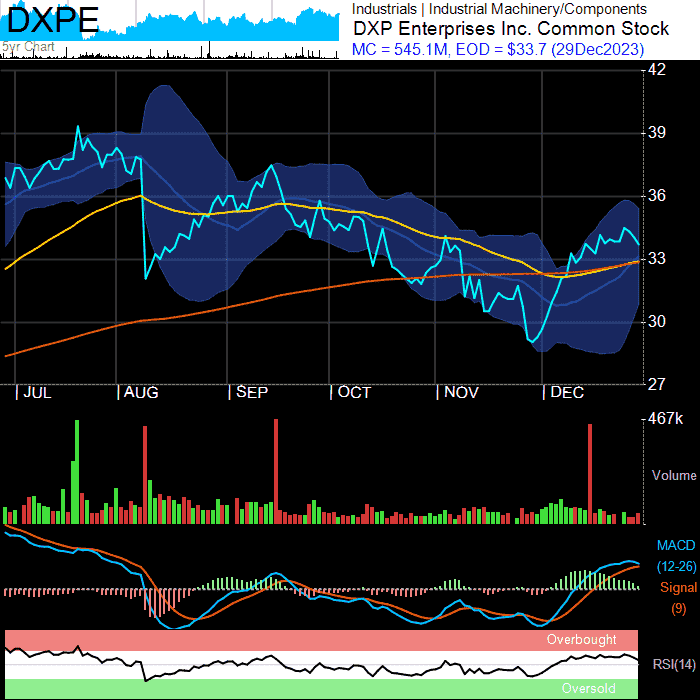 DXPE
5yr Chart
Industrials | Industrial Machinery/Components
DXP Enterprises Inc. Common Stock
MC = 545.1M, EOD = $33.7 (29Dec2023)
42
39
36
33
30
27
| JUL | AUG | SEP | OCT | NOV | DEC
467k
Volume
MACD
(12-26)
Signal
(9)
Overbought
RSI(14)
Oversold